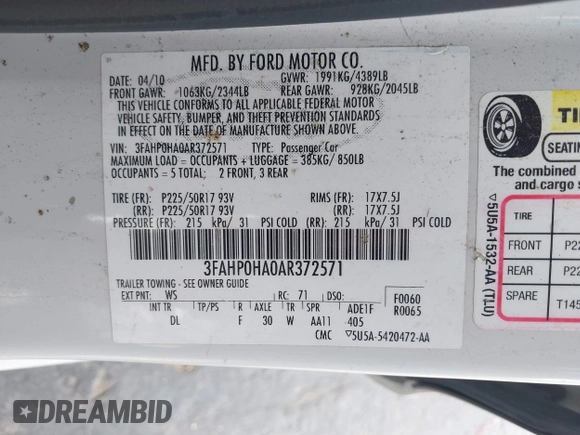 MFD. BY FORD MOTOR CO.
DATE: 04/10 GVWR: 1991KG/4389LB
FRONT GAWR: 1063KG/2344LB REAR GAWR: 928KG/2045LB
THIS VEHICLE CONFORMS TO ALL APPLICABLE FEDERAL MOTOR
VEHICLE SAFETY, BUMPER, AND THEFT PREVENTION STANDARDS
IN EFFECT ON THE DATE OF MANUFACTURE SHOWN ABOVE.
VIN: 3FAHP0HA0AR372571 TYPE: Passenger Car
MAXIMUM LOAD = OCCUPANTS + LUGGAGE = 385KG/850LB
OCCUPANTS = 5 TOTAL; 2 FRONT, 3 REAR
TIRE (FR): P225/50R17 93V RIMS (FR): 17X7.5J
(RR): P225/50R17 93V (RR): 17X7.5J
PRESSURE (FR): 215 kPa/ 31 PSI COLD (RR): 215 kPa/ 31 PSI COLD
3FAHP0HA0AR372571
TRAILER TOWING - SEE OWNER GUIDE
EXT PNT: WS RC: 71 DSO: F0060
INT TR TP/PS R AXLE TR SPR ADE1F R0065
DL F 30 W AA11 405
CMC ▽5U5A-5420472-AA
▽5U5A-1532-AA (T.I.U)
SEATING
The combined
and cargo s
TIRE
FRONT P22
REAR P22
SPARE T145
DREAMBID